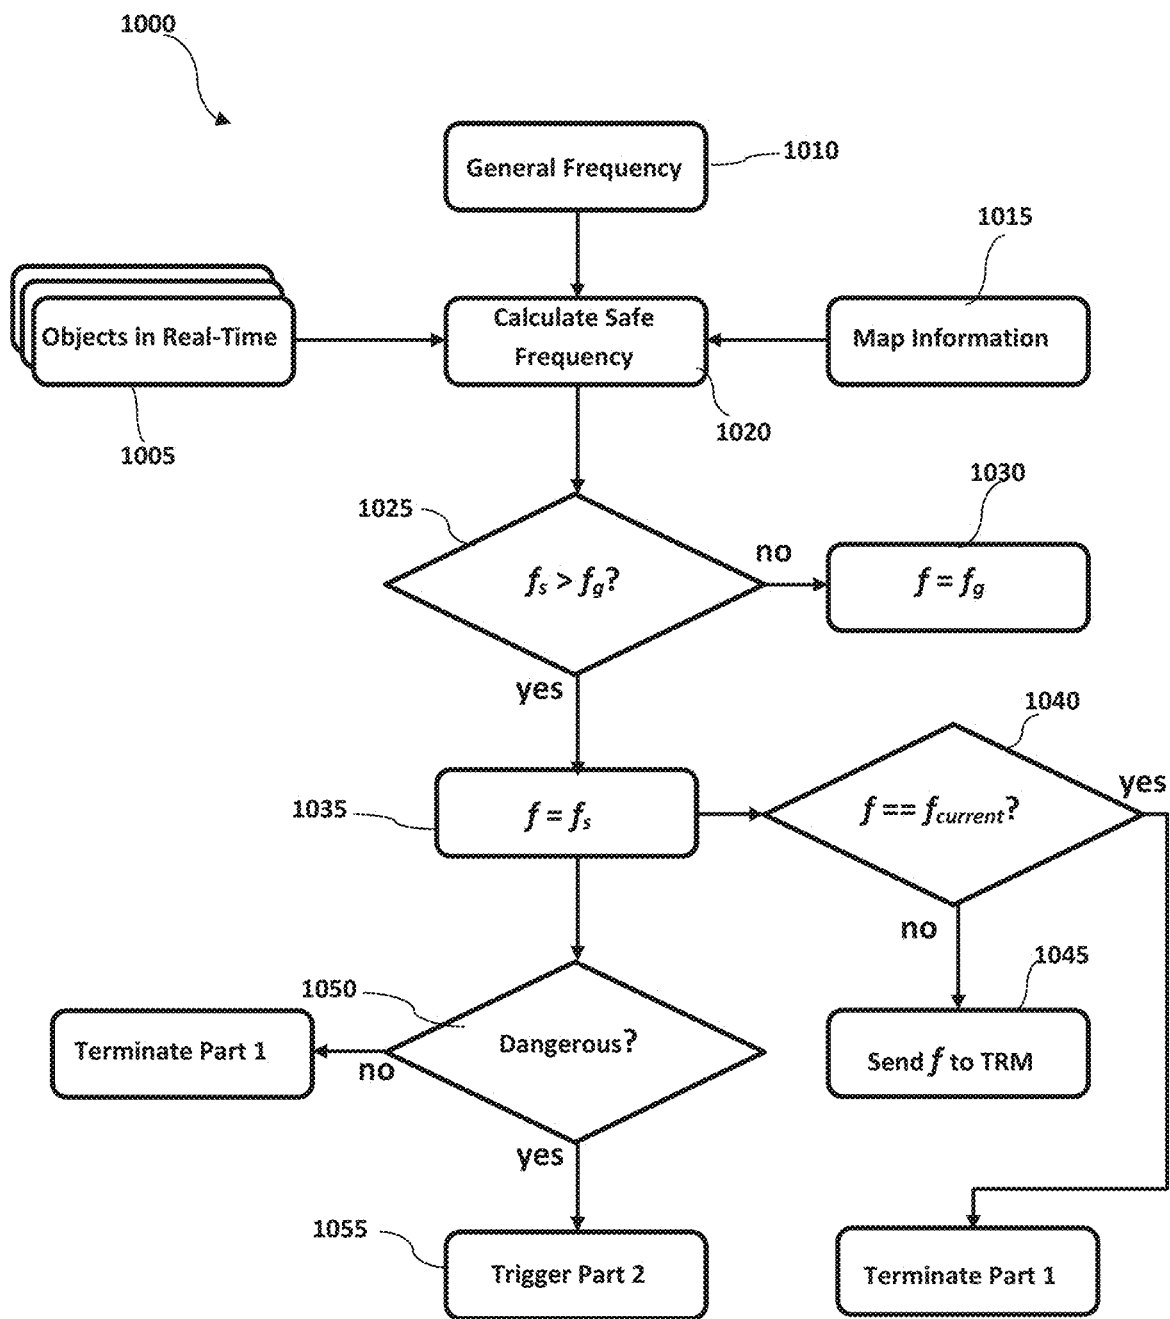 1000
General Frequency
1010
1015
Objects in Real-Time
Calculate Safe
Frequency
Map Information
1005
1020
1025
1030
fs > fg?
no
f = fg
yes
1040
1035
f = fs
f == fcurrent?
yes
no
1045
1050
Terminate Part 1
no
Dangerous?
Send f to TRM
yes
1055
Trigger Part 2
Terminate Part 1